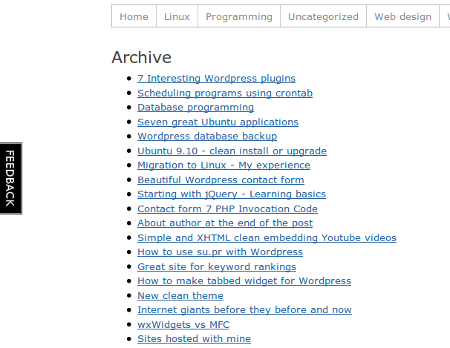 Home Linux Programming Uncategorized Web design
Archive
7 Interesting Wordpress plugins
Scheduling programs using crontab
Database programming
Seven great Ubuntu applications
Wordpress database backup
Ubuntu 9.10 - clean install or upgrade
Migration to Linux - My experience
Beautiful Wordpress contact form
Starting with jQuery - Learning basics
Contact form 7 PHP Invocation Code
About author at the end of the post
Simple and XHTML clean embedding Youtube videos
How to use su.pr with Wordpress
Great site for keyword rankings
How to make tabbed widget for Wordpress
New clean theme
Internet giants before they before and now
wxWidgets vs MFC
Sites hosted with mine
FEEDBACK